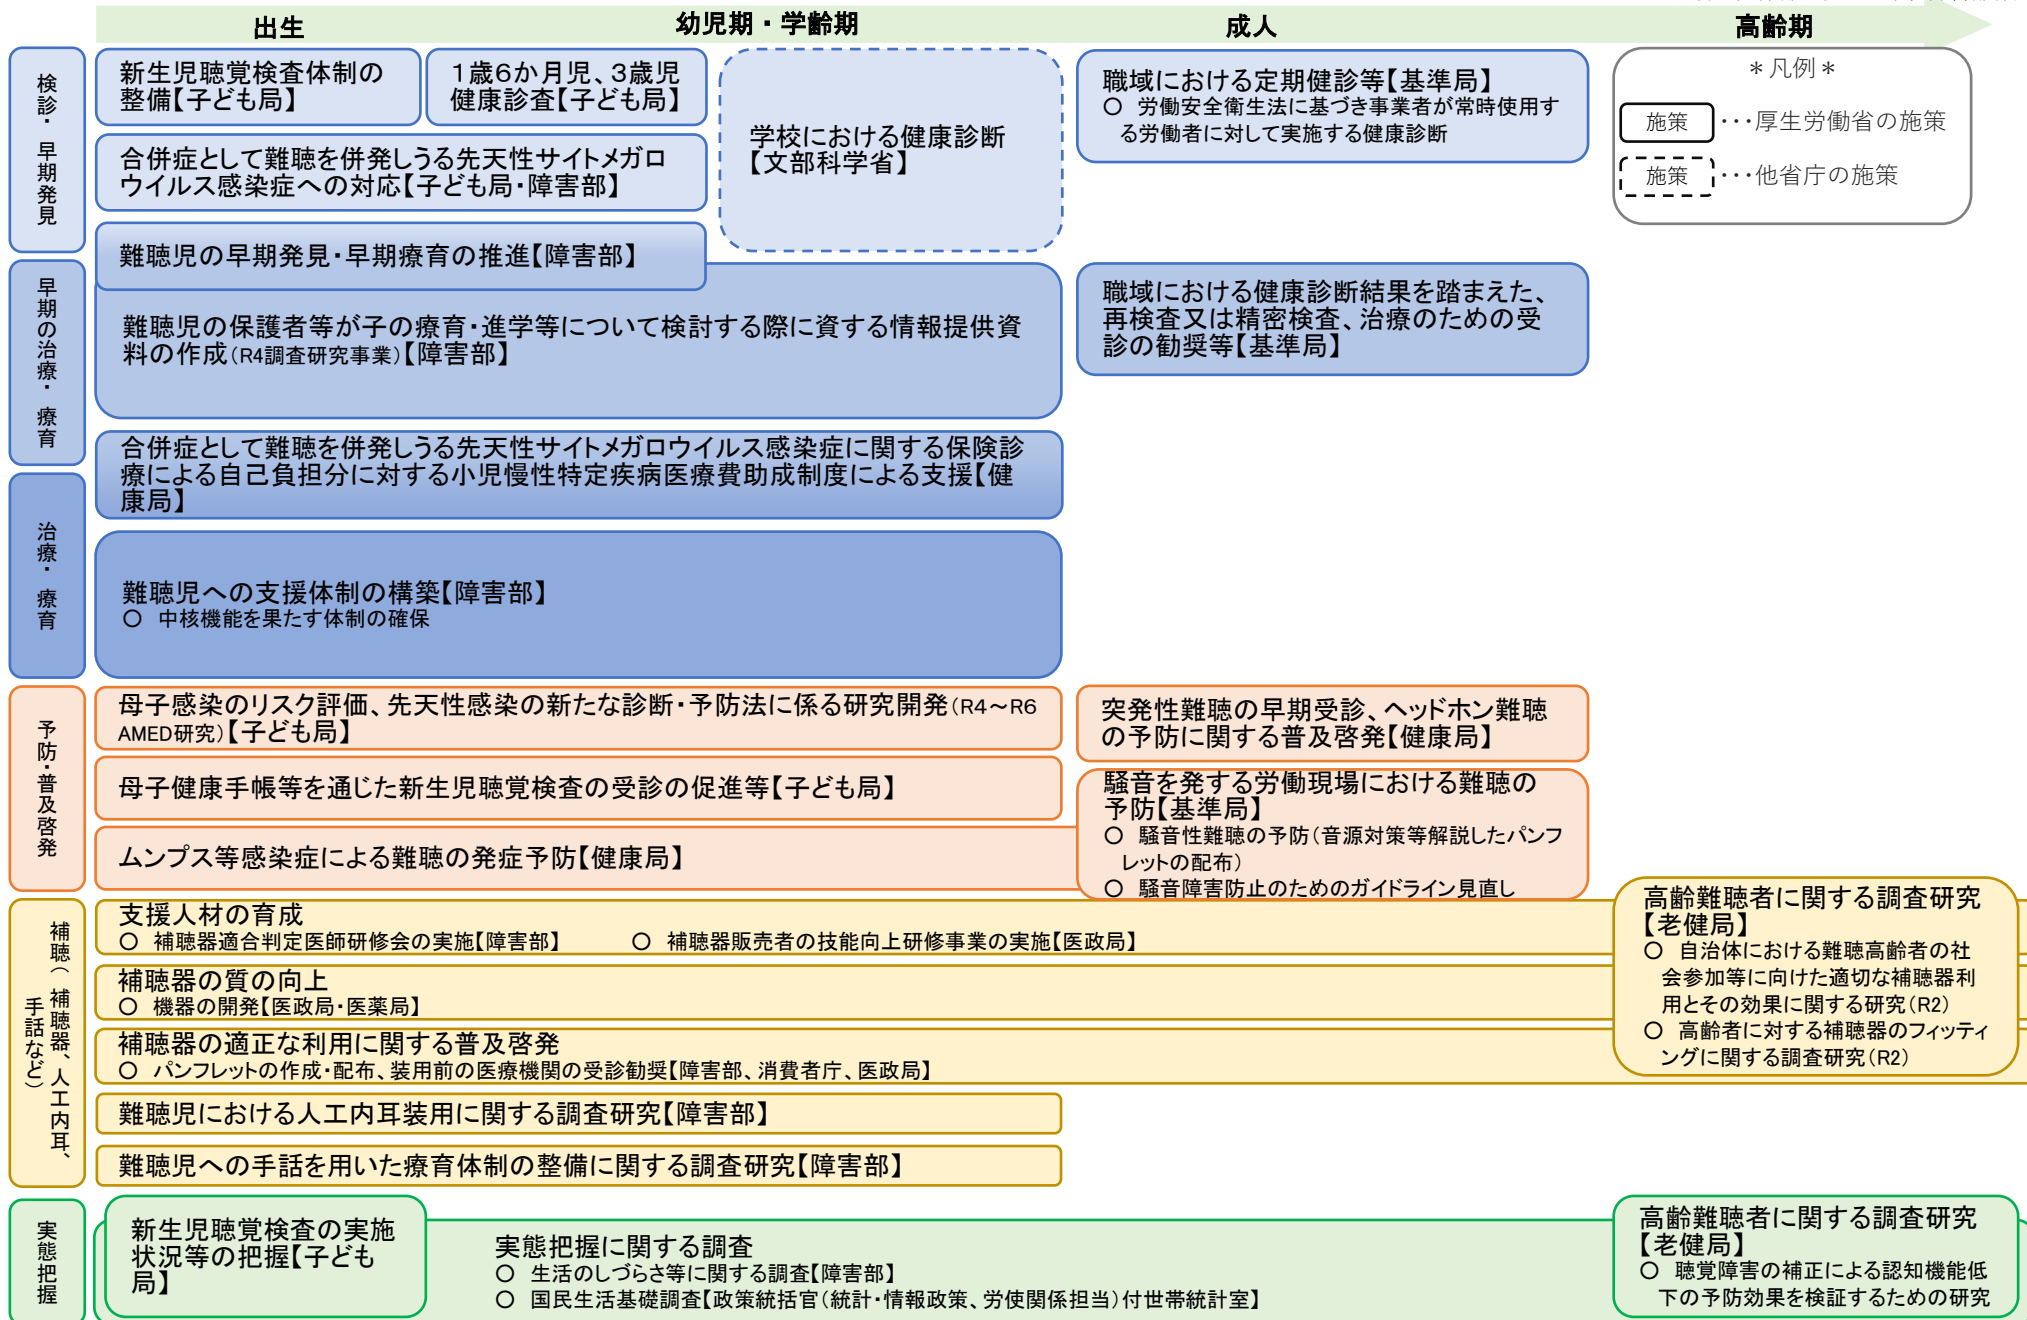 出生
幼児期・学齢期
成人
高齢期
検診・早期発見
新生児聴覚検査体制の
整備【子ども局】
１歳６か月児、３歳児
健康診査【子ども局】
合併症として難聴を併発しうる先天性サイトメガロ
ウイルス感染症への対応【子ども局・障害部】
学校における健康診断
【文部科学省】
職域における定期健診等【基準局】
○ 労働安全衛生法に基づき事業者が常時使用す
る労働者に対して実施する健康診断
＊凡例＊
施策 ・・・厚生労働省の施策
施策 ・・・他省庁の施策
難聴児の早期発見・早期療育の推進【障害部】
早期の治療・療育
難聴児の保護者等が子の療育・進学等について検討する際に資する情報提供資
料の作成（R4調査研究事業）【障害部】
職域における健康診断結果を踏まえた、
再検査又は精密検査、治療のための受
診の勧奨等【基準局】
合併症として難聴を併発しうる先天性サイトメガロウイルス感染症に関する保険診
療による自己負担分に対する小児慢性特定疾病医療費助成制度による支援【健
康局】
治療・療育
難聴児への支援体制の構築【障害部】
○ 中核機能を果たす体制の確保
予防・普及啓発
母子感染のリスク評価、先天性感染の新たな診断・予防法に係る研究開発（R4～R6
AMED研究）【子ども局】
母子健康手帳等を通じた新生児聴覚検査の受診の促進等【子ども局】
ムンプス等感染症による難聴の発症予防【健康局】
突発性難聴の早期受診、ヘッドホン難聴
の予防に関する普及啓発【健康局】
騒音を発する労働現場における難聴の
予防【基準局】
○ 騒音性難聴の予防（音源対策等解説したパンフ
レットの配布）
○ 騒音障害防止のためのガイドライン見直し
補聴（補聴器、人工内耳、
手話など）
支援人材の育成
○ 補聴器適合判定医師研修会の実施【障害部】 ○ 補聴器販売者の技能向上研修事業の実施【医政局】
補聴器の質の向上
○ 機器の開発【医政局・医薬局】
補聴器の適正な利用に関する普及啓発
○ パンフレットの作成・配布、装用前の医療機関の受診勧奨【障害部、消費者庁、医政局】
難聴児における人工内耳装用に関する調査研究【障害部】
難聴児への手話を用いた療育体制の整備に関する調査研究【障害部】
高齢難聴者に関する調査研究
【老健局】
○ 自治体における難聴高齢者の社
会参加等に向けた適切な補聴器利
用とその効果に関する研究（R2）
○ 高齢者に対する補聴器のフィッティ
ングに関する調査研究（R2）
実態把握
新生児聴覚検査の実施
状況等の把握【子ども
局】
実態把握に関する調査
○ 生活のしづらさ等に関する調査【障害部】
○ 国民生活基礎調査【政策統括官（統計・情報政策、労使関係担当）付世帯統計室】
高齢難聴者に関する調査研究
【老健局】
○ 聴覚障害の補正による認知機能低
下の予防効果を検証するための研究